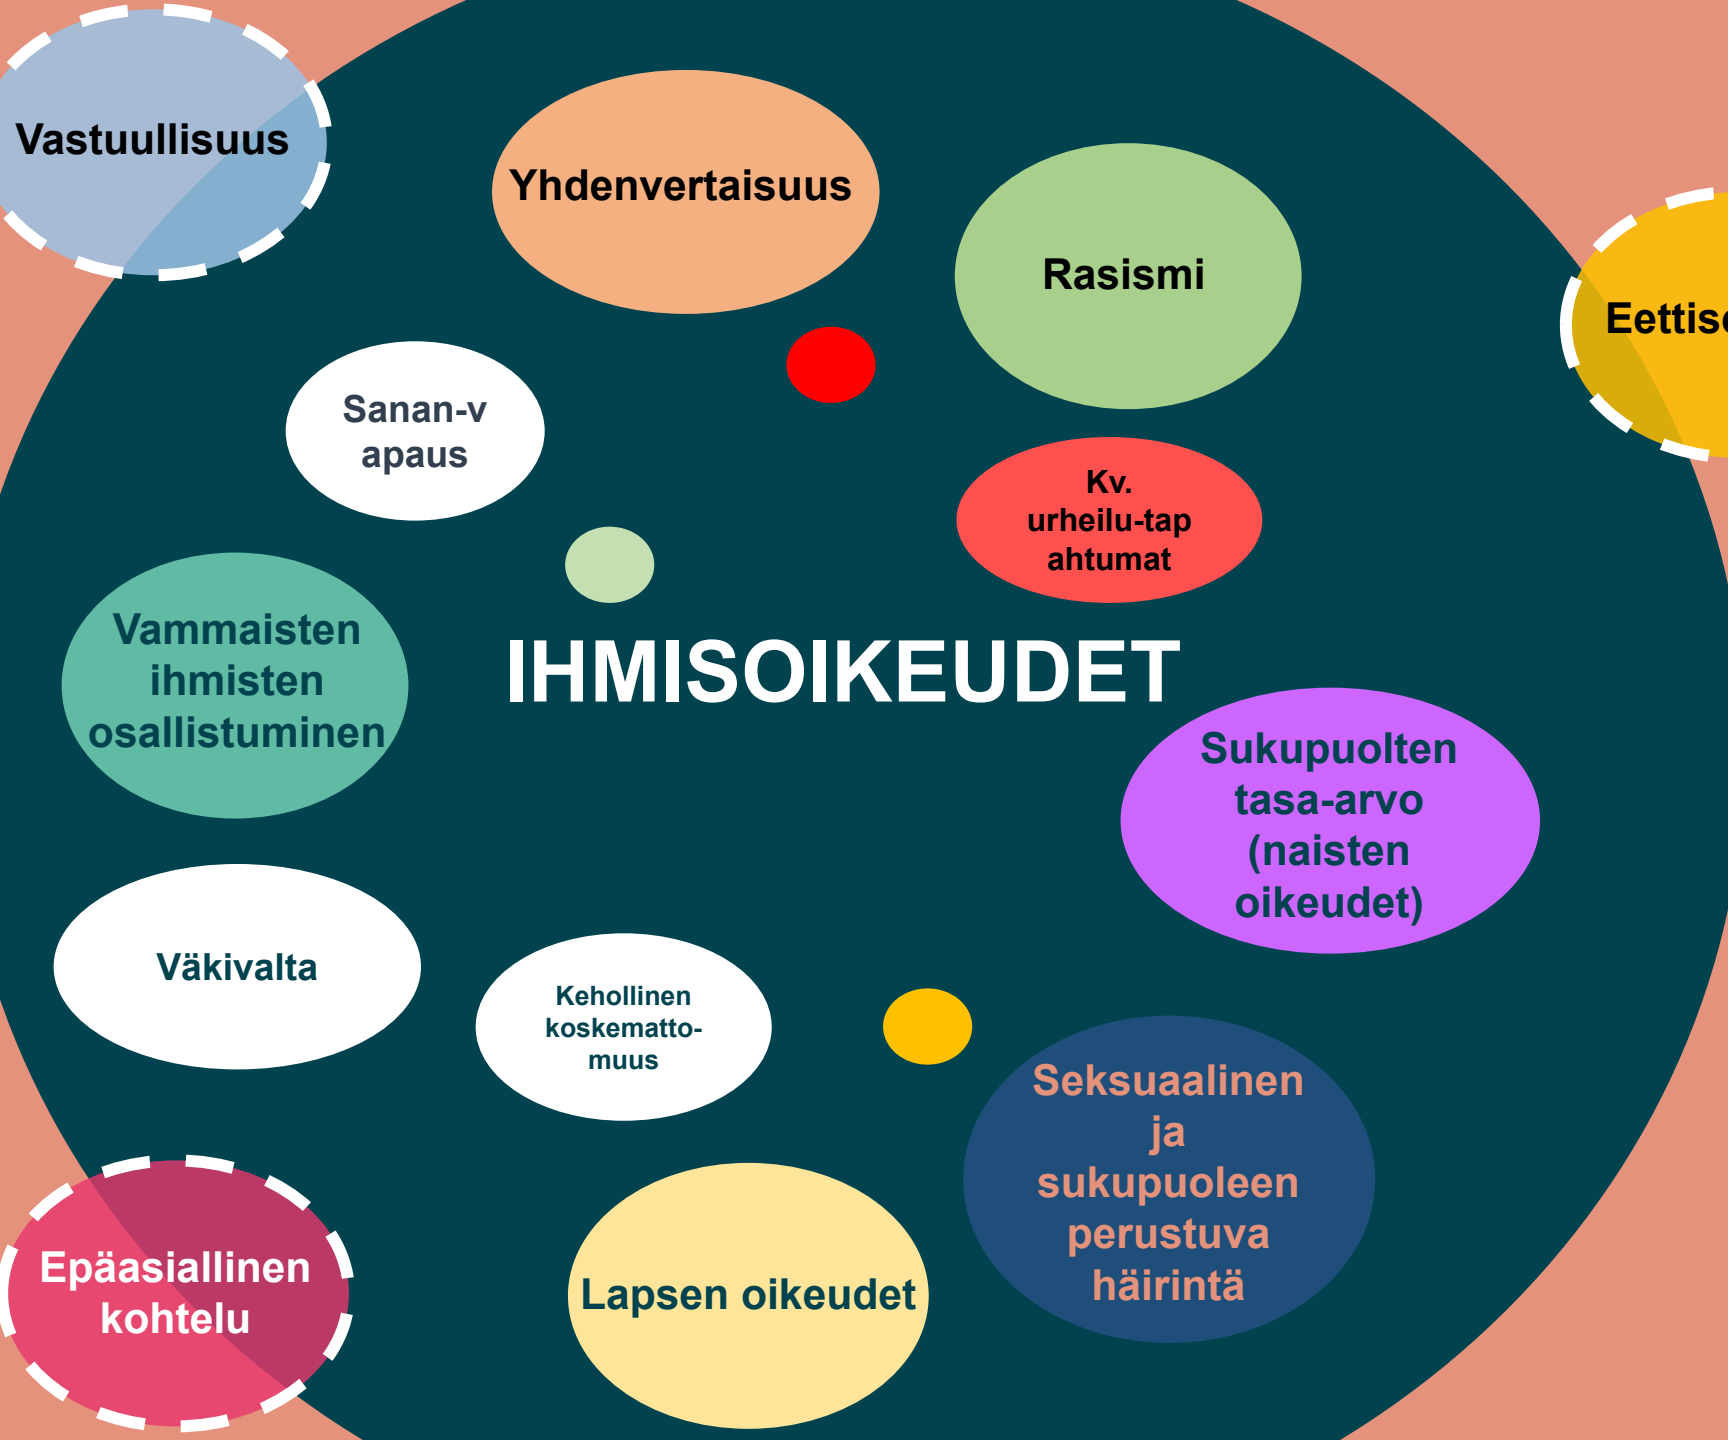 Vastuullisuus
Yhdenvertaisuus
Rasismi
Sanan-v
apaus
Kv.
urheilu-tap
ahtumat
Vammaisten
ihmisten
osallistuminen
IHMISOIKEUDET
Sukupuolten
tasa-arvo
(naisten
oikeudet)
Väkivalta
Kehollinen
koskematto-
muus
Seksuaalinen
ja
sukupuoleen
perustuva
häirintä
Epäasiallinen
kohtelu
Lapsen oikeudet